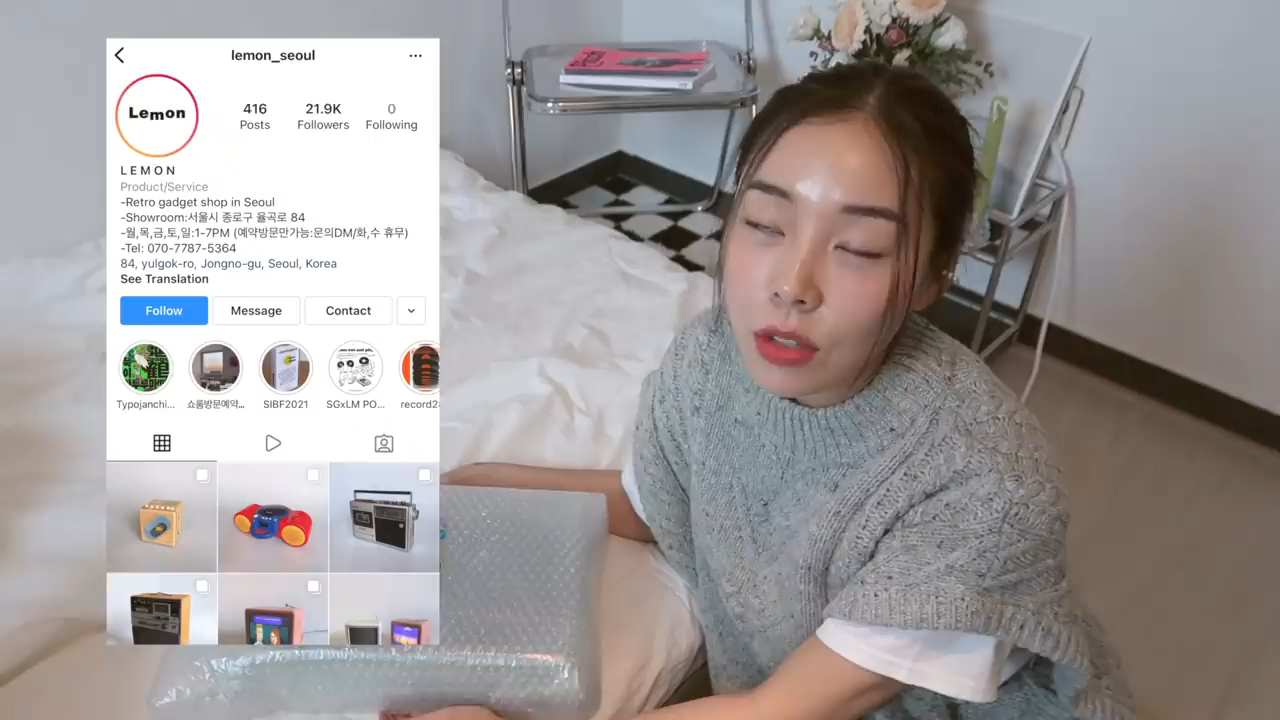 lemon_seoul
Lemon
416
Posts
21.9K
Followers
0
Following
L E M O N
Product/Service
-Retro gadget shop in Seoul
-Showroom:서울시 종로구 율곡로 84
-월,목,금,토,일:1-7PM (예약방문만가능:문의DM/화,수 휴무)
-Tel: 070-7787-5364
84, yulgok-ro, Jongno-gu, Seoul, Korea
See Translation
Follow
Message
Contact
Typojanchi...
쇼룸방문예약...
SIBF2021
SGxLM PO...